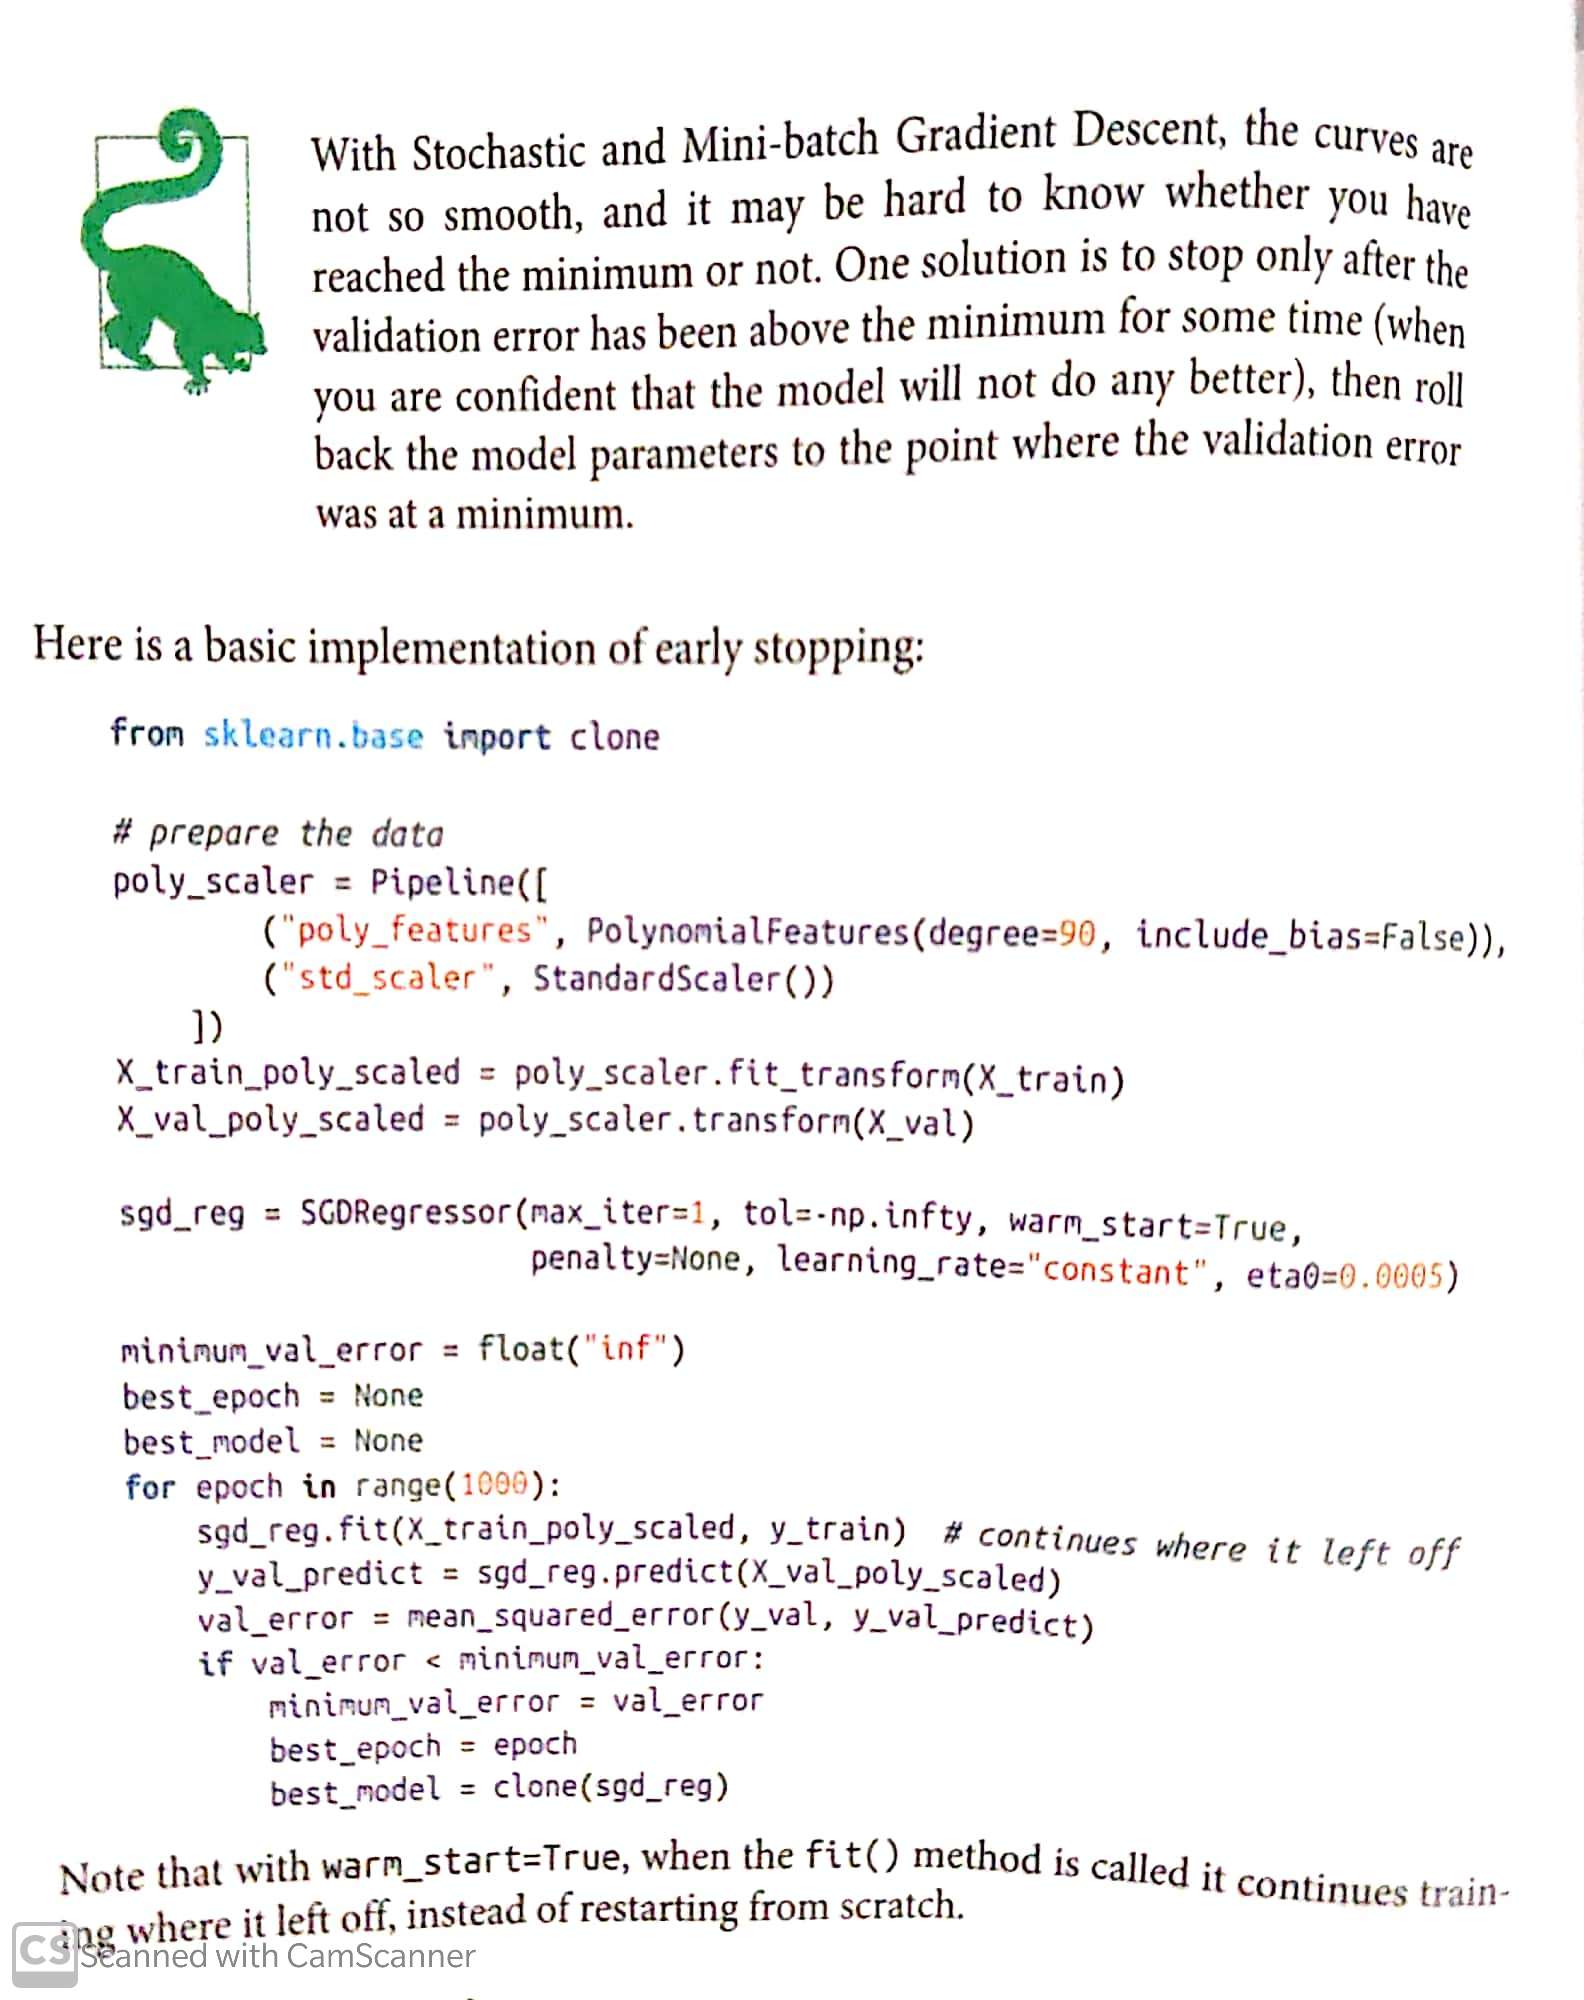 With Stochastic and Mini-batch Gradient Descent, the curves are
not so smooth, and it may be hard to know whether you have
reached the minimum or not. One solution is to stop only after the
validation error has been above the minimum for some time (when
you are confident that the model will not do any better), then roll
back the model parameters to the point where the validation error
was at a minimum.
Here is a basic implementation of early stopping:
from sklearn.base import clone
# prepare the data
poly_scaler = Pipeline([
("poly_features", PolynomialFeatures(degree=90, include_bias=False)),
("std_scaler", StandardScaler())
])
X_train_poly_scaled = poly_scaler.fit_transform(X_train)
X_val_poly_scaled = poly_scaler.transform(X_val)
sgd_reg = SGDRegressor(max_iter=1, tol=-np.infty, warm_start=True,
penalty=None, learning_rate="constant", eta0=0.0005)
minimum_val_error = float("inf")
best_epoch = None
best_model = None
for epoch in range(1000):
sgd_reg.fit(X_train_poly_scaled, y_train) # continues where it left off
y_val_predict = sgd_reg.predict(X_val_poly_scaled)
val_error = mean_squared_error(y_val, y_val_predict)
if val_error < minimum_val_error:
minimum_val_error = val_error
best_epoch = epoch
best_model = clone(sgd_reg)
Note that with warm_start=True, when the fit() method is called it continues train-
ing where it left off, instead of restarting from scratch.
CS Scanned with CamScanner